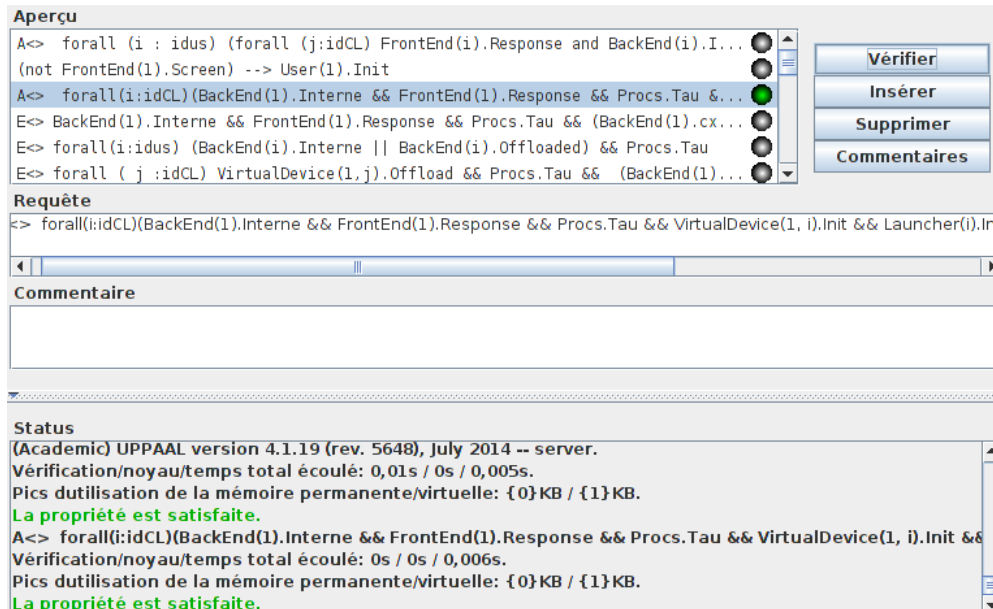 Aperçu
A<> forall (i : idus) (forall (j:idCL) FrontEnd(i).Response and BackEnd(i).I...
(not FrontEnd(1).Screen) --> User(1).Init
A<> forall(i:idCL)(BackEnd(1).Interne && FrontEnd(1).Response && Procs.Tau &...
E<> BackEnd(1).Interne && FrontEnd(1).Response && Procs.Tau && (BackEnd(1).cx...
E<> forall(i:idus) (BackEnd(i).Interne || BackEnd(i).Offloaded) && Procs.Tau
E<> forall ( j :idCL) VirtualDevice(1,j).Offload && Procs.Tau && (BackEnd(1)...
Vérifier
Insérer
Supprimer
Commentaires
Requête
<> forall(i:idCL)(BackEnd(1).Interne && FrontEnd(1).Response && Procs.Tau && VirtualDevice(1, i).Init && Launcher(i).In
Commentaire
Status
(Academic) UPPAAL version 4.1.19 (rev. 5648), July 2014 -- server.
Vérification/noyau/temps total écoulé: 0,01s / 0s / 0,005s.
Pics dutilisation de la mémoire permanente/virtuelle: {0}KB / {1}KB.
La propriété est satisfaite.
A<> forall(i:idCL)(BackEnd(1).Interne && FrontEnd(1).Response && Procs.Tau && VirtualDevice(1, i).Init &&
Vérification/noyau/temps total écoulé: 0s / 0s / 0,006s.
Pics dutilisation de la mémoire permanente/virtuelle: {0}KB / {1}KB.
La propriété est satisfaite.